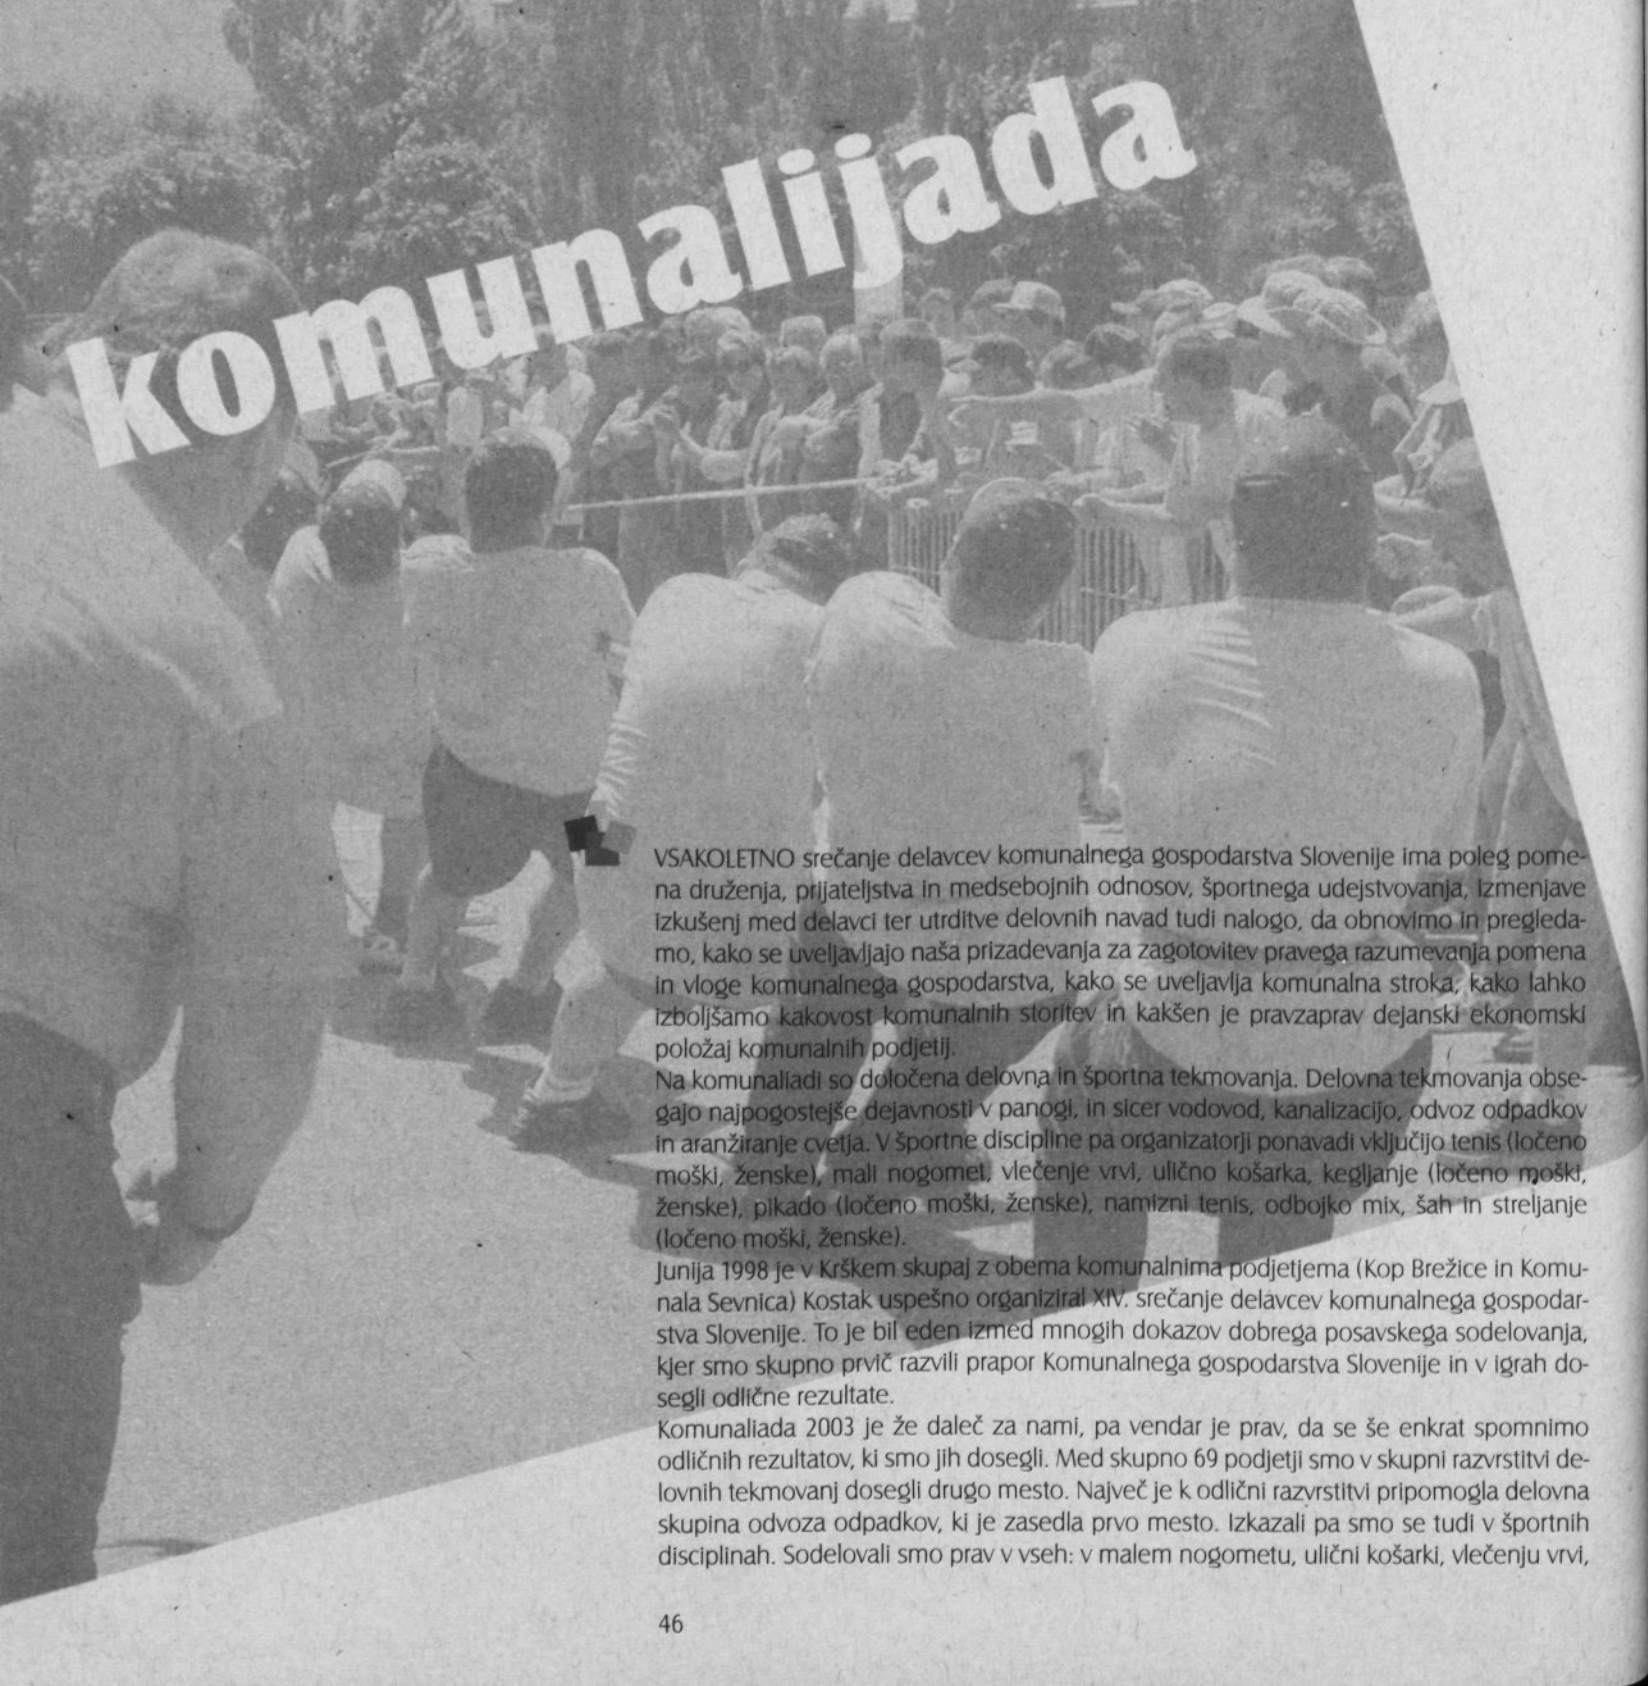 komunalijada
VSAKOLETNO srečanje delavcev komunalnega gospodarstva Slovenije ima poleg pome-
na druženja, prijateljstva in medsebojnih odnosov, športnega udejstvovanja, izmenjave
izkušenj med delavci ter utrditve delovnih navad tudi nalogo, da obnovimo in pregleda-
mo, kako se uveljavljajo naša prizadevanja za zagotovitev pravega razumevanja pomena
in vloge komunalnega gospodarstva, kako se uveljavlja komunalna stroka, kako lahko
izboljšamo kakovost komunalnih storitev in kakšen je pravzaprav dejanski ekonomski
položaj komunalnih podjetij.
Na komunaliadi so določena delovna in športna tekmovanja. Delovna tekmovanja obse-
gajo najpogostejše dejavnosti v panogi, in sicer vodovod, kanalizacijo, odvoz odpadkov
in aranžiranje cvetja. V športne discipline pa organizatorji ponavadi vključijo tenis (ločeno
moški, ženske), mali nogomet, vlečenje vrvi, ulično košarka, kegljanje (ločeno moški,
ženske), pikado (ločeno moški, ženske), namizni tenis, odbojko mix, šah in streljanje
(ločeno moški, ženske).
Junija 1998 je v Krškem skupaj z obema komunalnima podjetjema (Kop Brežice in Komu-
nala Sevnica) Kostak uspešno organiziral XIV. srečanje delavcev komunalnega gospodar-
stva Slovenije. To je bil eden izmed mnogih dokazov dobrega posavskega sodelovanja,
kjer smo skupno prvič razvili prapor Komunalnega gospodarstva Slovenije in v igrah do-
segli odlične rezultate.
Komunaliada 2003 je že daleč za nami, pa vendar je prav, da se še enkrat spomnimo
odličnih rezultatov, ki smo jih dosegli. Med skupno 69 podjetji smo v skupni razvrstitvi de-
lovnih tekmovanj dosegli drugo mesto. Največ je k odlični razvrstitvi pripomogla delovna
skupina odvoza odpadkov, ki je zasedla prvo mesto. Izkazali pa smo se tudi v športnih
disciplinah. Sodelovali smo prav v vseh: v malem nogometu, ulični košarki, vlečenju vrvi,
46